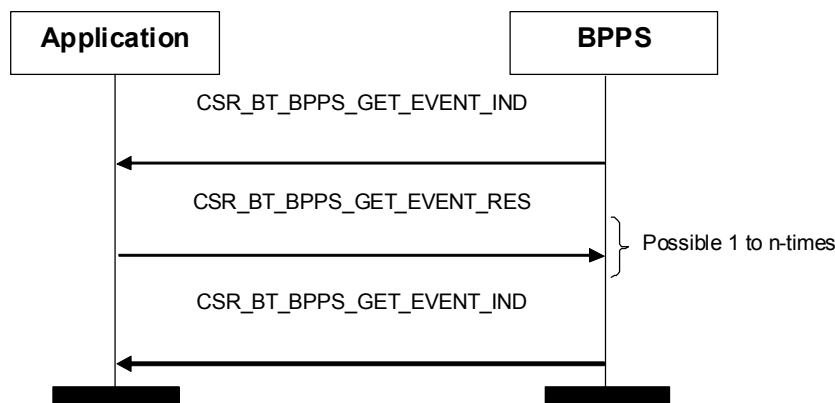 Application
BPPS
CSR_BT_BPPS_GET_EVENT_IND
CSR_BT_BPPS_GET_EVENT_RES
Possible 1 to n-times
CSR_BT_BPPS_GET_EVENT_IND